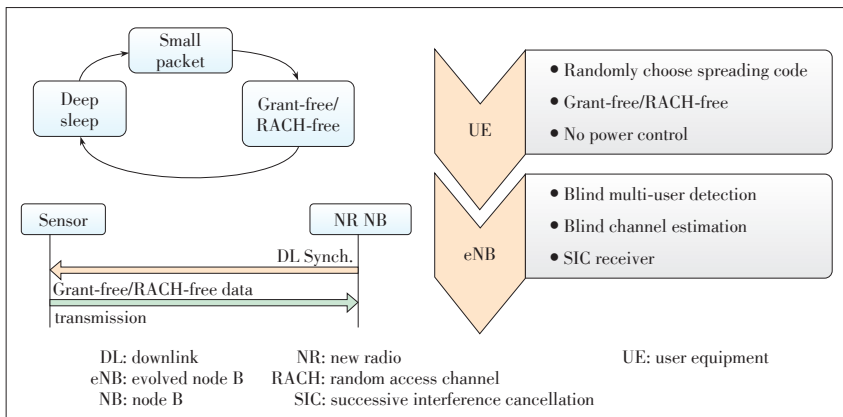 Small
packet
Deep
sleep
Grant-free/
RACH-free
Sensor
NR NB
DL Synch.
Grant-free/RACH-free data
transmission
UE
• Randomly choose spreading code
• Grant-free/RACH-free
• No power control
eNB
• Blind multi-user detection
• Blind channel estimation
• SIC receiver
DL: downlink
NR: new radio
UE: user equipment
eNB: evolved node B
RACH: random access channel
NB: node B
SIC: successive interference cancellation